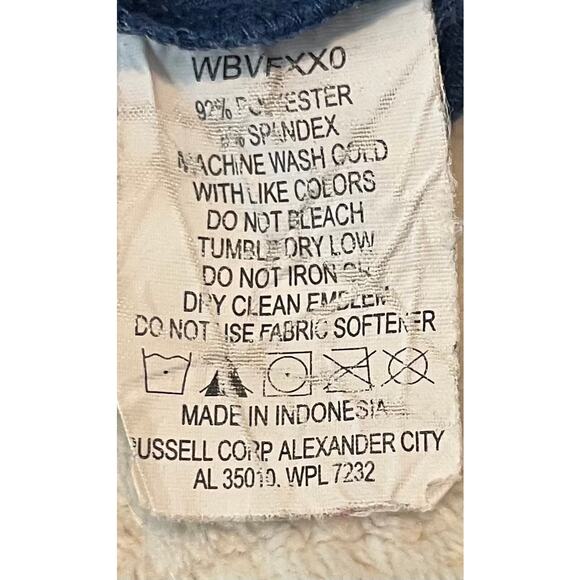 WBVFXX0
92% POLYESTER
8% SPANDEX
MACHINE WASH COLD
WITH LIKE COLORS
DO NOT BLEACH
TUMBLE DRY LOW
DO NOT IRON OR
DRY CLEAN EMBLEM
DO NOT USE FABRIC SOFTENER
MADE IN INDONESIA
RUSSELL CORP. ALEXANDER CITY
AL 35010. WPL 7232